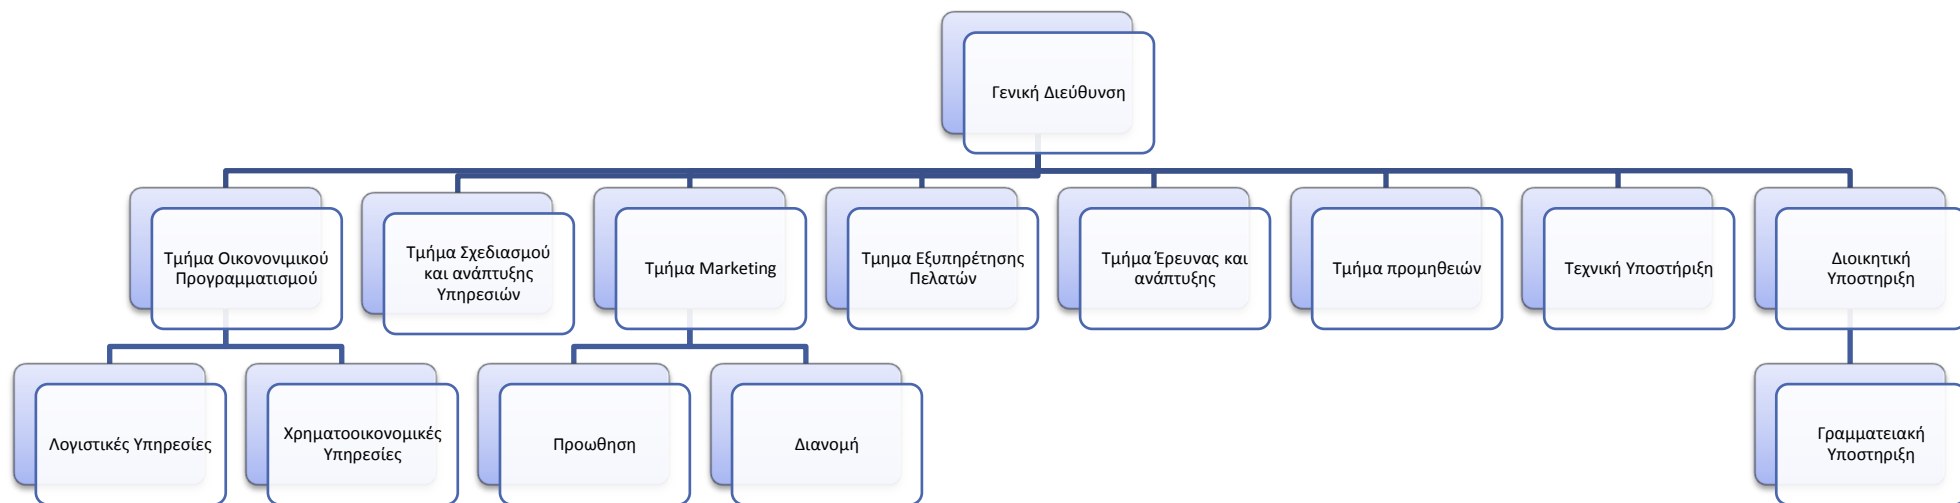 Γενική Διεύθυνση
Τμήμα Οικονονιμικού
Προγραμματισμού
Τμήμα Σχεδιασμού
και ανάπτυξης
Υπηρεσιών
Τμήμα Marketing
Τμημα Εξυπηρέτησης
Πελατών
Τμήμα Έρευνας και
ανάπτυξης
Τμήμα προμηθειών
Τεχνική Υποστήριξη
Διοικητική
Υποστηριξη
Λογιστικές Υπηρεσίες
Χρηματοοικονομικές
Υπηρεσίες
Προωθηση
Διανομή
Γραμματειακή
Υποστηριξη